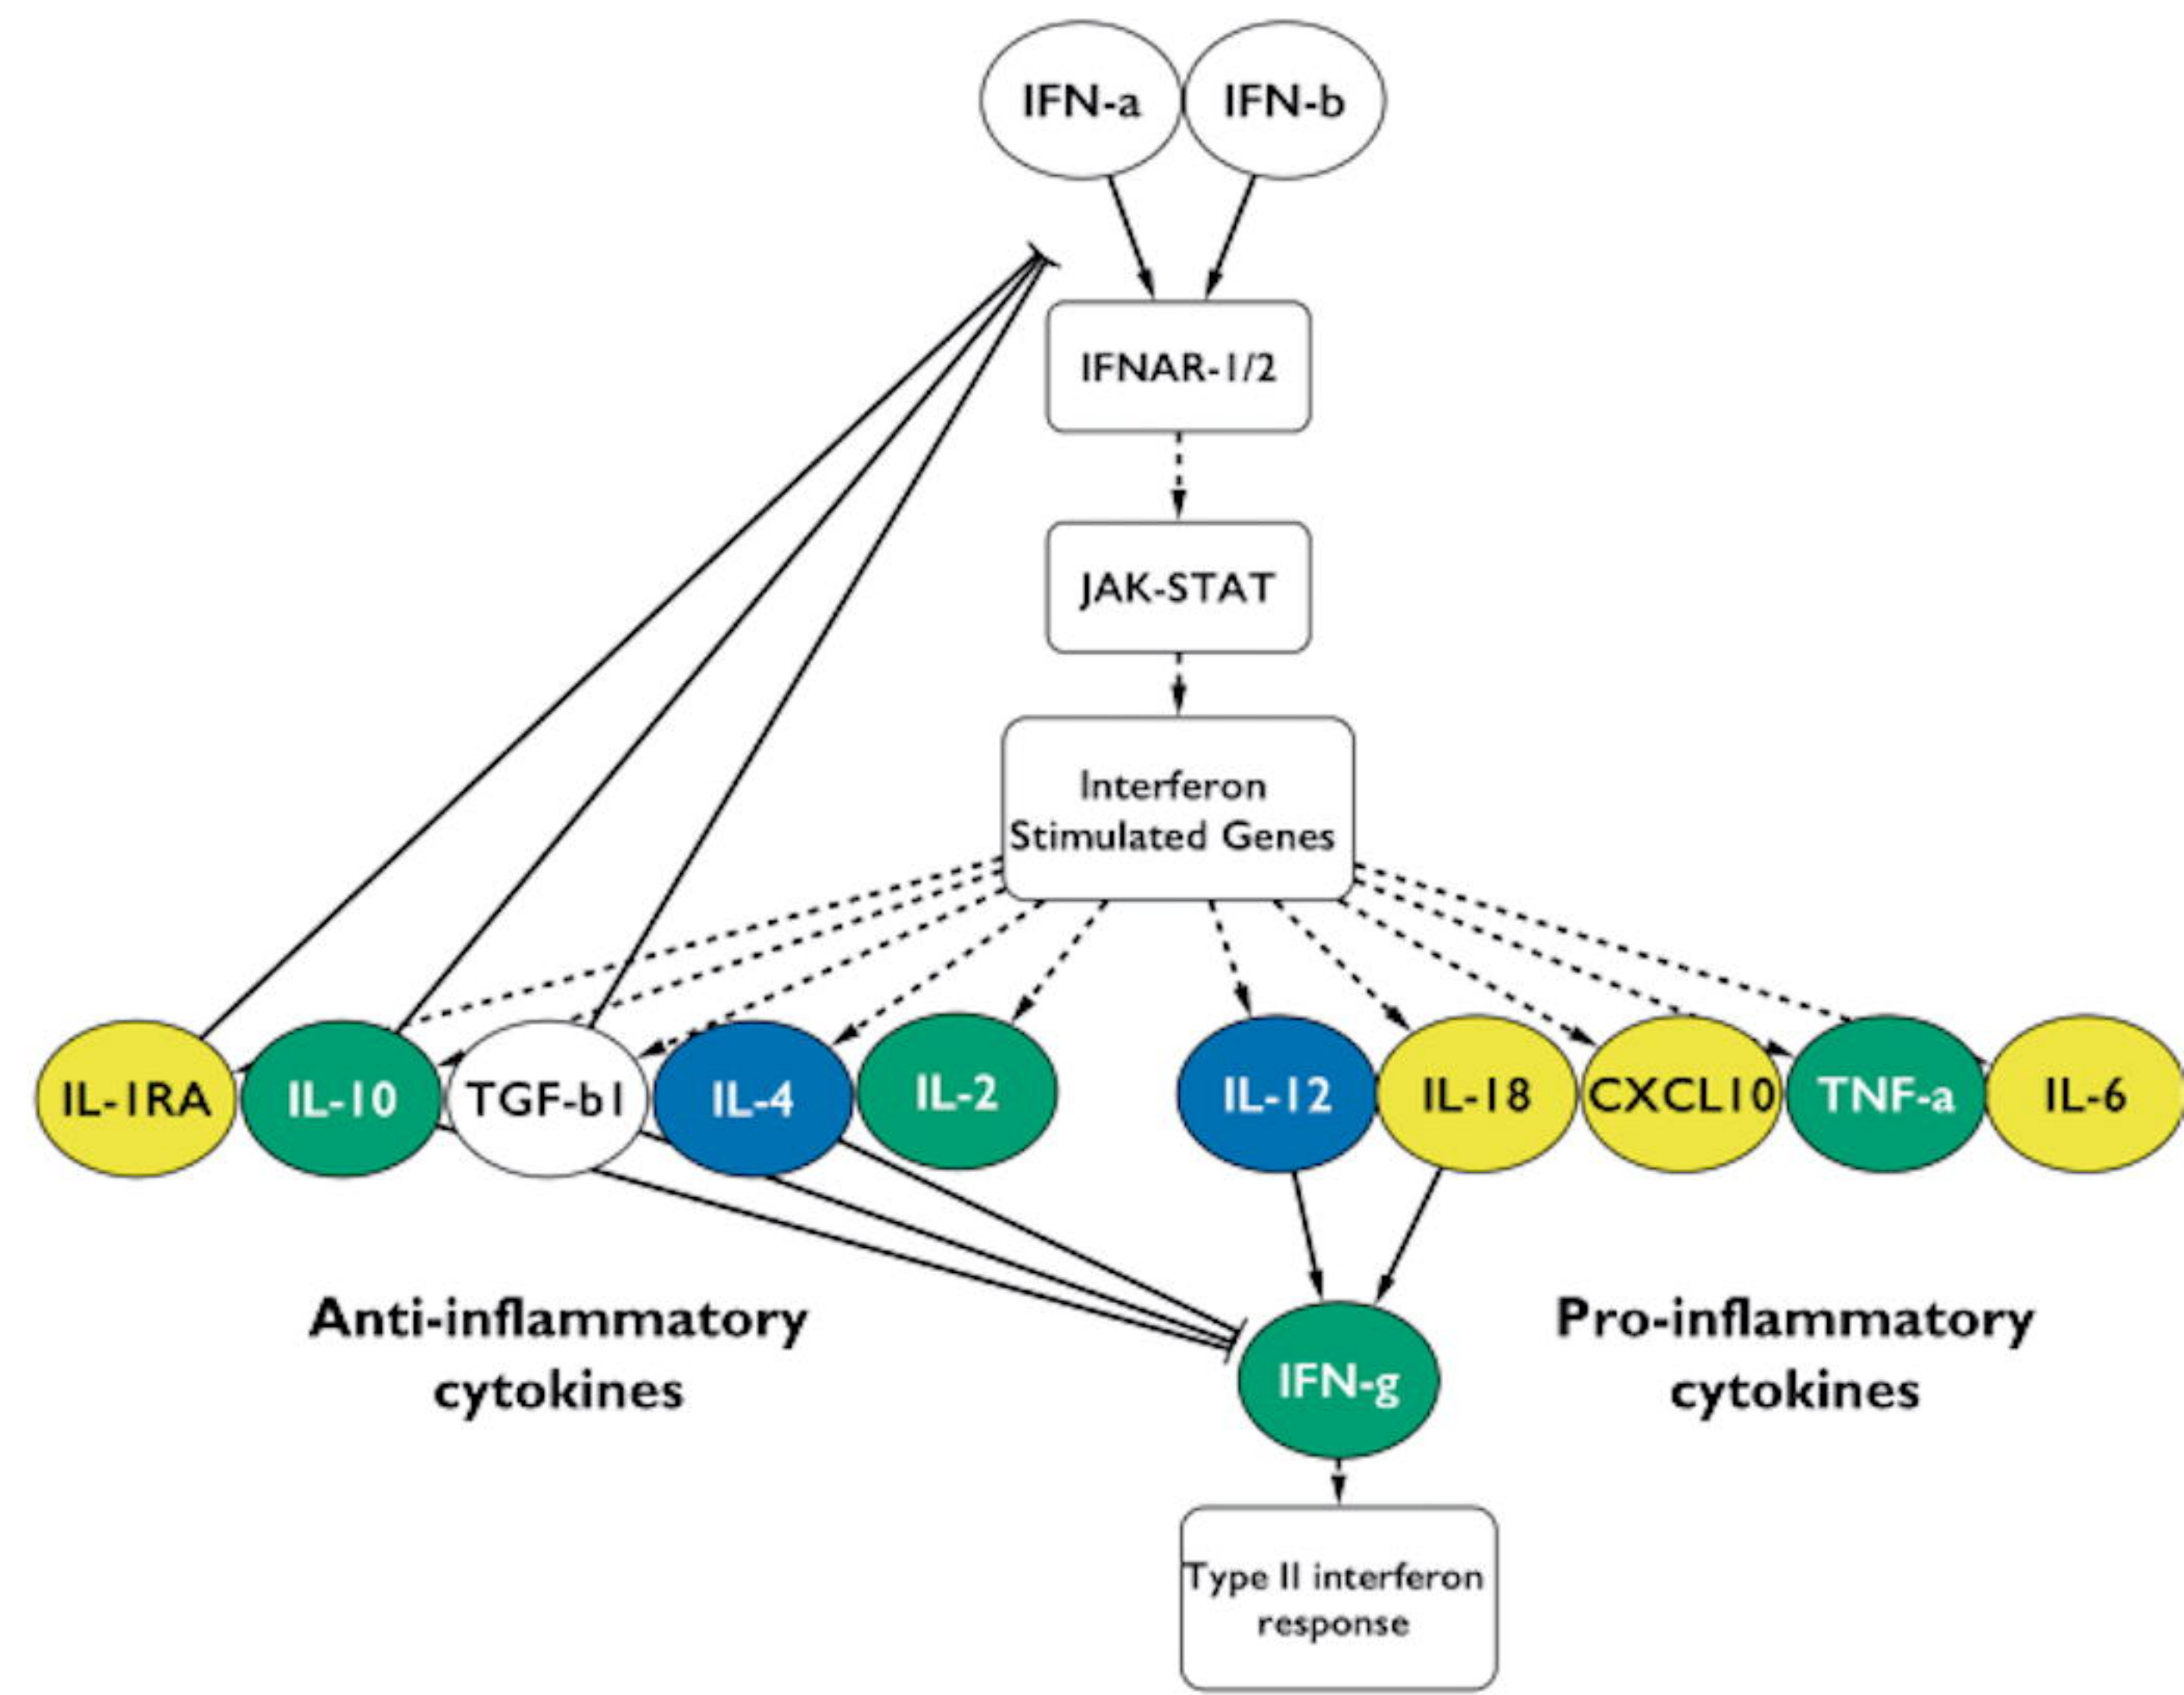 IFN-a
IFN-b
IFNAR-1/2
JAK-STAT
Interferon
Stimulated Genes
IL-1RA
IL-10
TGF-b1
IL-4
IL-2
IL-12
IL-18
CXCL10
TNF-a
IL-6
Anti-inflammatory
cytokines
Pro-inflammatory
cytokines
IFN-g
Type II interferon
response